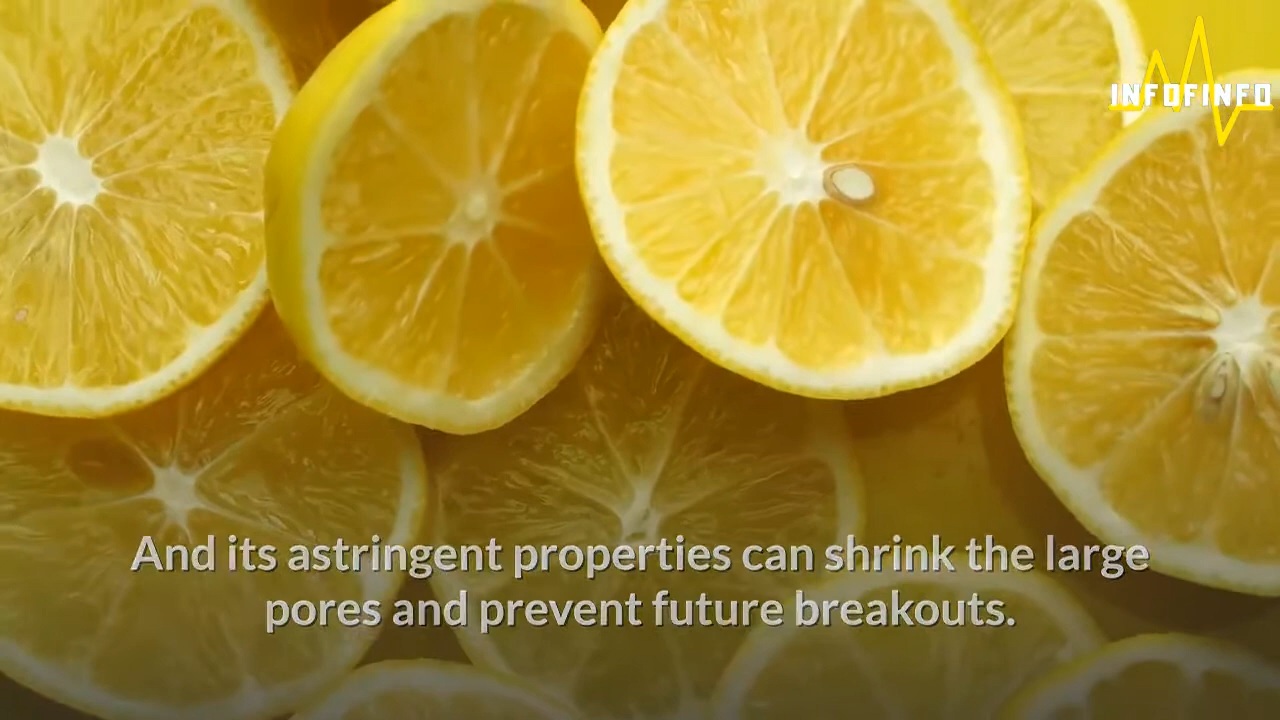 INFOFINFO
And its astringent properties can shrink the large
pores and prevent future breakouts.